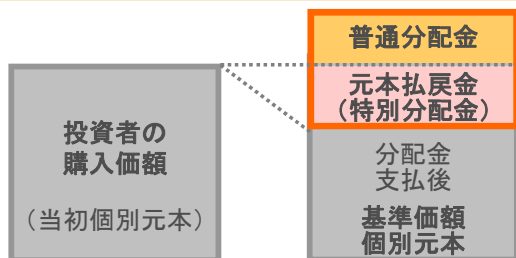 投資者の
購入価額
（当初個別元本）
普通分配金
元本払戻金
（特別分配金）
分配金
支払後
基準価額
個別元本